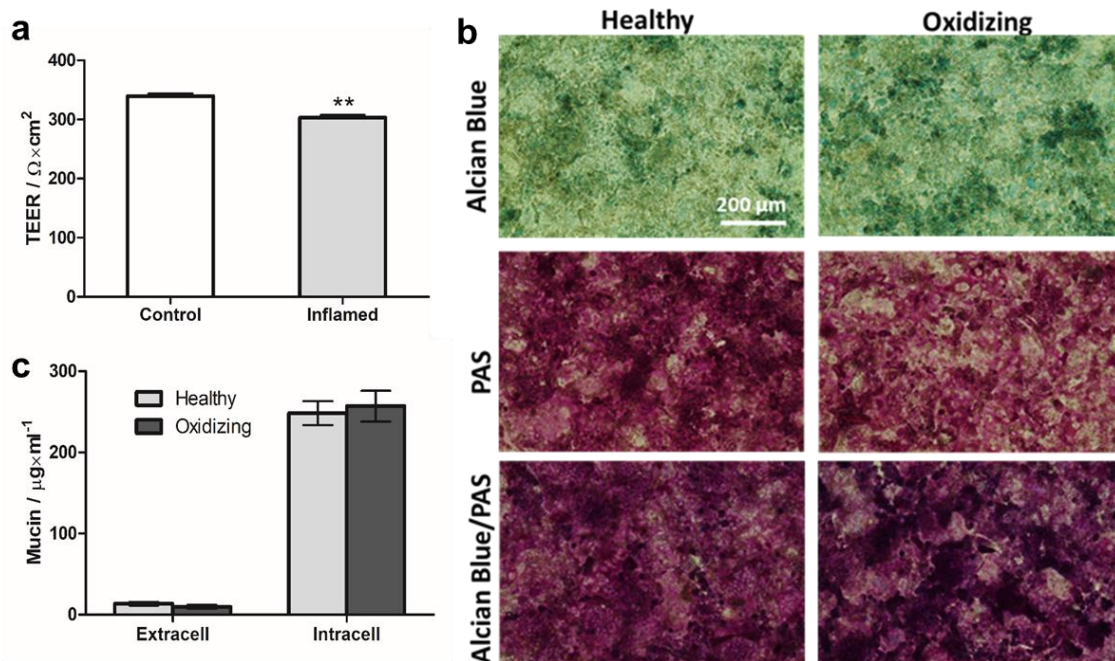 a
TEER / Ω×cm²
400
300
200
100
0
**
Control
Inflamed
b
Healthy
Oxidizing
Alcian Blue
200 µm
PAS
Alcian Blue/PAS
c
Mucin / µg×ml⁻¹
300
200
100
0
Healthy
Oxidizing
Extracell
Intracell